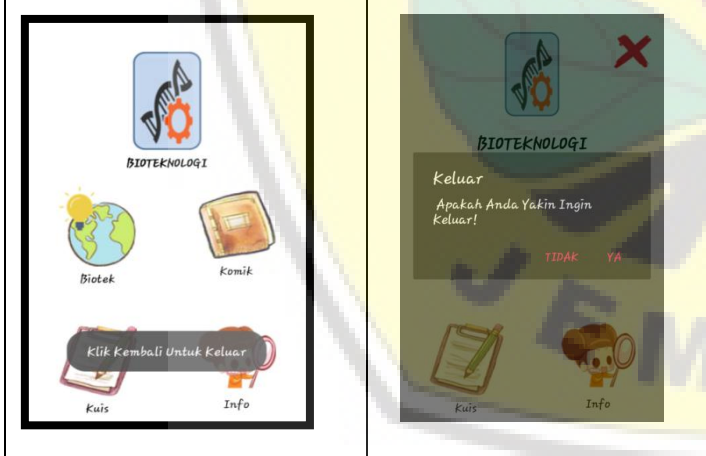 BIOTEKNOLOGI
Biotek
Komik
Klik Kembali Untuk Keluar
Kuis
Info
BIOTEKNOLOGI
Keluar
Apakah Anda Yakin Ingin
Keluar!
TIDAK YA
Kuis
Info